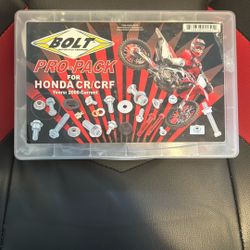 BOLT
PRO-PACK
FOR
HONDA CR/CRF
Years: 2000-Current